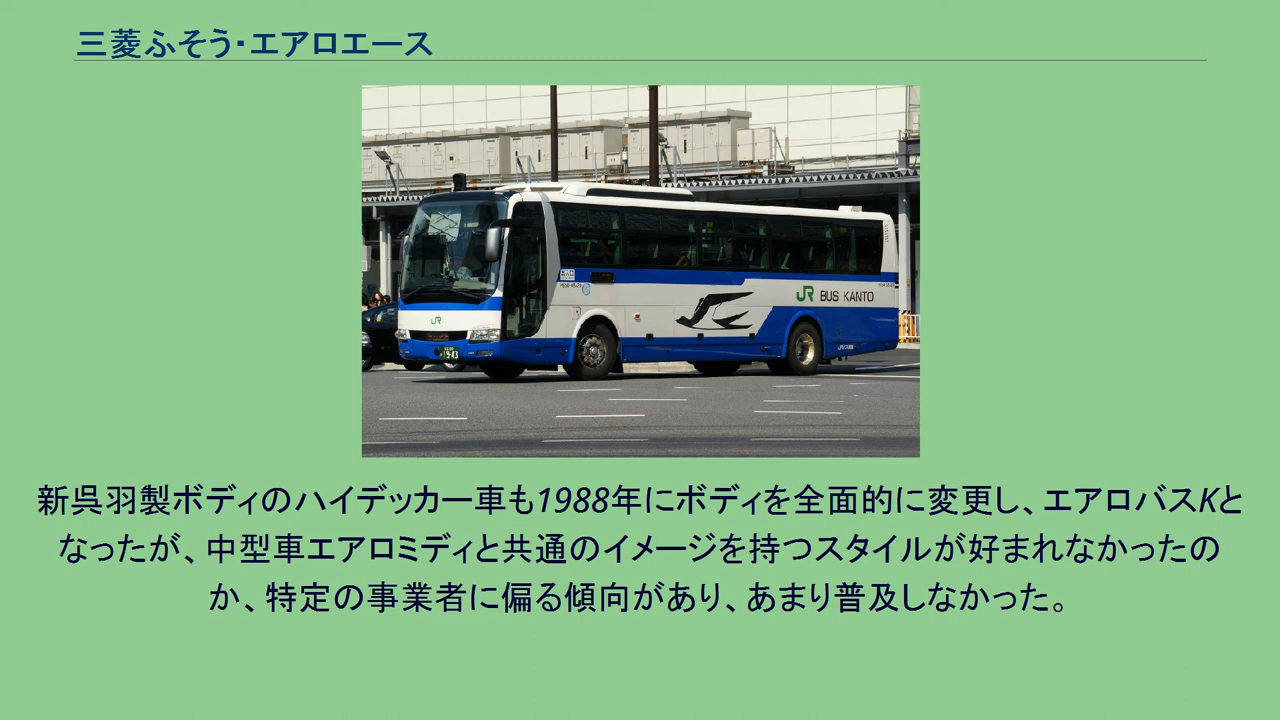 三菱ふそう・エアロエース
JR BUS KANTO
JR
19-43
新呉羽製ボディのハイデッカー車も1988年にボディを全面的に変更し、エアロバスKと
なったが、中型車エアロミディと共通のイメージを持つスタイルが好まれなかったの
か、特定の事業者に偏る傾向があり、あまり普及しなかった。